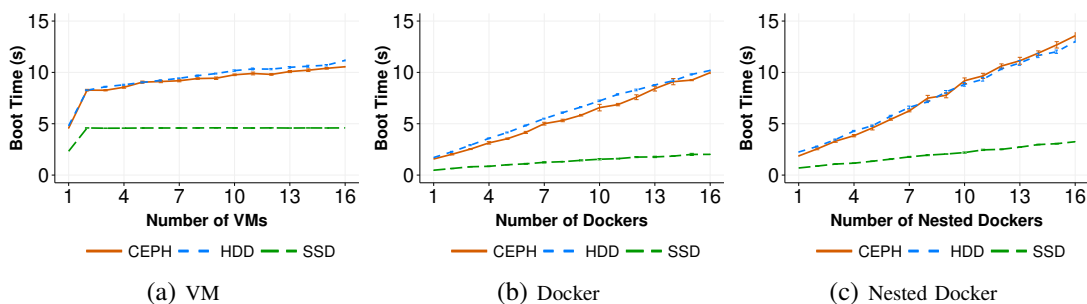 15
10
5
0
Boot Time (s)
1 4 7 10 13 16
Number of VMs
CEPH HDD SSD
(a) VM
15
10
5
0
Boot Time (s)
1 4 7 10 13 16
Number of Dockers
CEPH HDD SSD
(b) Docker
15
10
5
0
Boot Time (s)
1 4 7 10 13 16
Number of Nested Dockers
CEPH HDD SSD
(c) Nested Docker